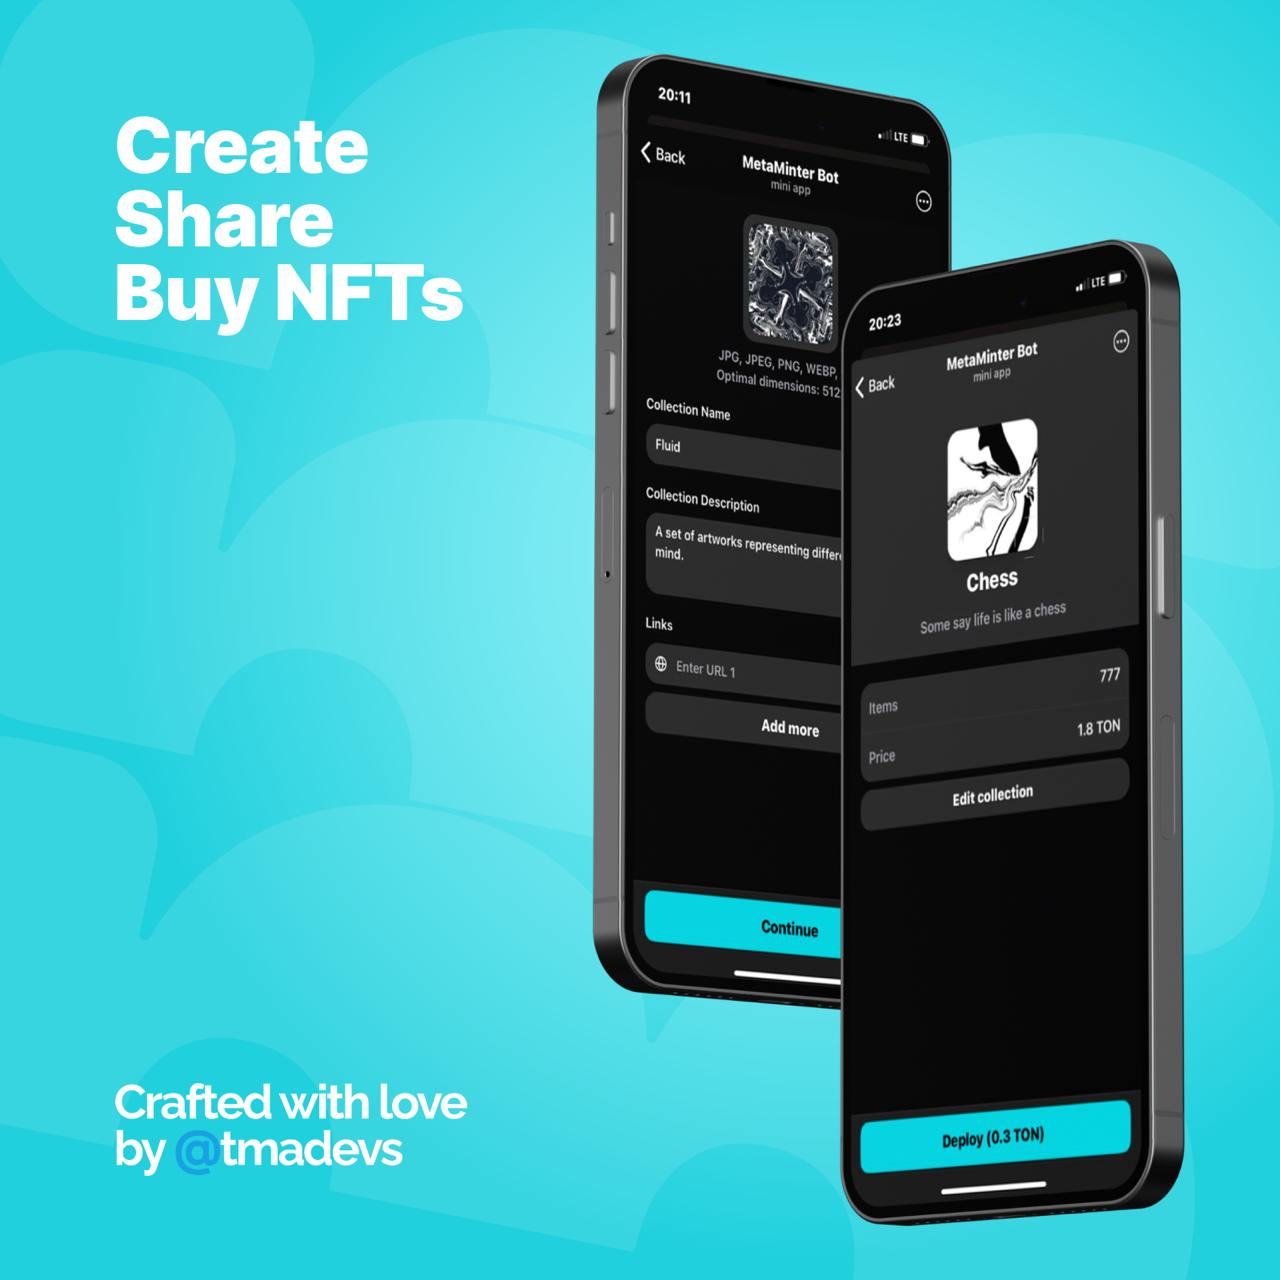 Create
Share
Buy NFTs
20:11
LTE
Back
MetaMinter Bot
mini app
JPG, JPEG, PNG, WEBP,
Optimal dimensions: 512
Collection Name
Fluid
Collection Description
A set of artworks representing
mind.
Links
Enter URL 1
Add more
Continue
20:23
LTE
Back
MetaMinter Bot
mini app
Chess
Some say life is like a chess
Items
777
Price
1.8 TON
Edit collection
Deploy (0.3 TON)
Crafted with love
by @tmadevs